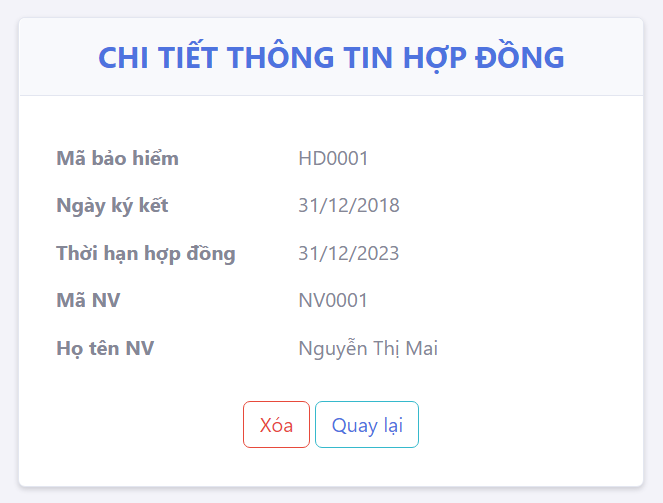 CHI TIẾT THÔNG TIN HỢP ĐỒNG
Mã bảo hiểm HD0001
Ngày ký kết 31/12/2018
Thời hạn hợp đồng 31/12/2023
Mã NV NV0001
Họ tên NV Nguyễn Thị Mai
Xóa Quay lại